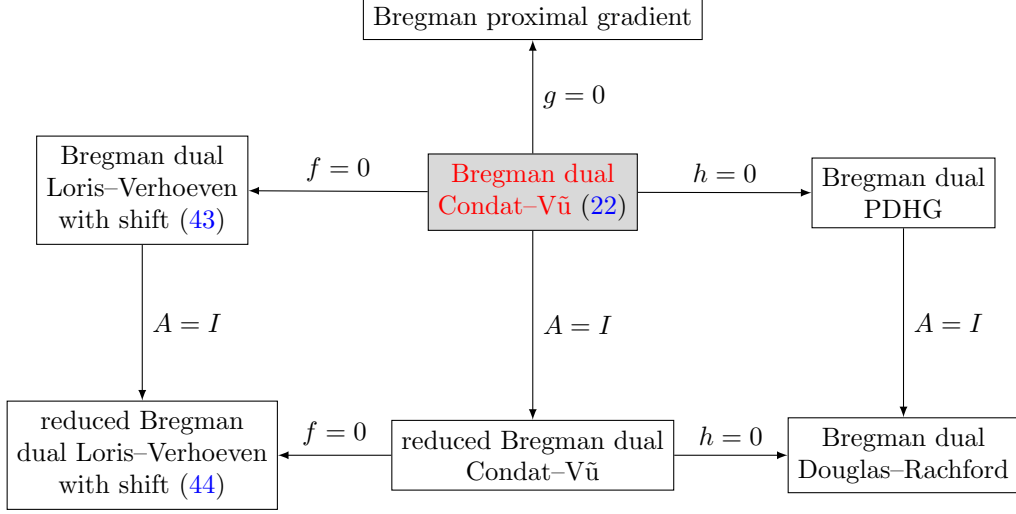 Bregman proximal gradient
g = 0
Bregman dual
Loris–Verhoeven
with shift (43)
f = 0
Bregman dual
Condat–Vũ (22)
h = 0
Bregman dual
PDHG
A = I
A = I
A = I
reduced Bregman
dual Loris–Verhoeven
with shift (44)
f = 0
reduced Bregman dual
Condat–Vũ
h = 0
Bregman dual
Douglas–Rachford